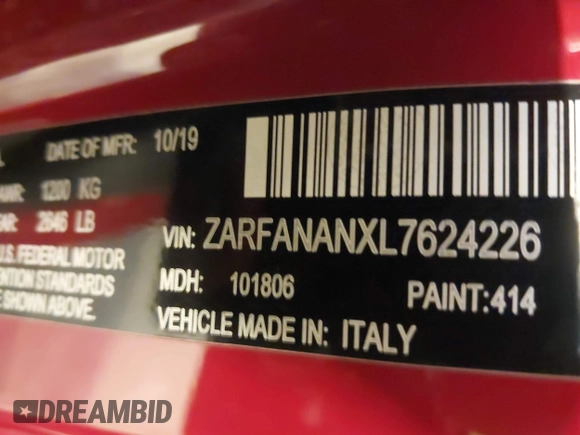 DATE OF MFR: 10/19
1200 KG
2646 LB
U.S. FEDERAL MOTOR
STANDARDS
SHOWN ABOVE.
VIN: ZARFANANXL7624226
MDH: 101806 PAINT: 414
VEHICLE MADE IN: ITALY
DREAMBID